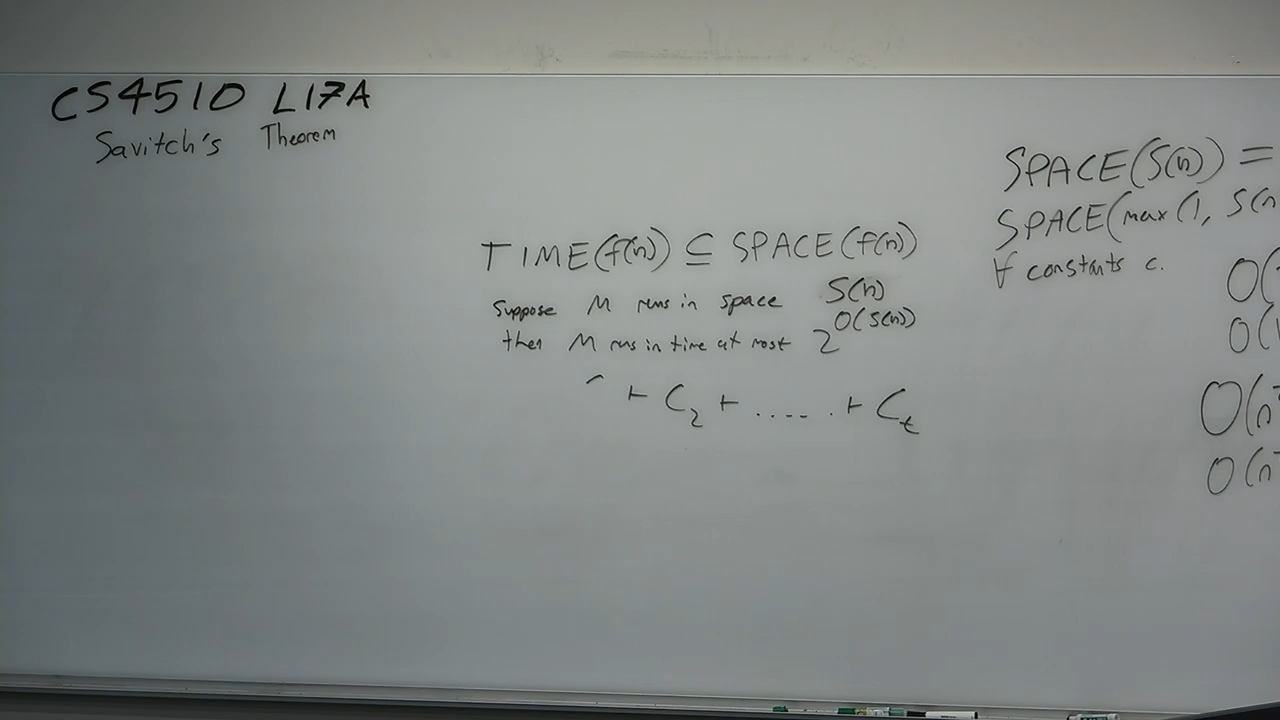 CS4510 L17A
Savitch's Theorem
TIME(f(n)) ⊆ SPACE(f(n))
Suppose M runs in space S(n)
then M runs in time at most 2^O(S(n))
⊢ C₂ ⊢ ..... ⊢ C_t
SPACE(S(n)) =
SPACE(max(1, S(n
∀ constants c.
O(
O(
O(n
O(n